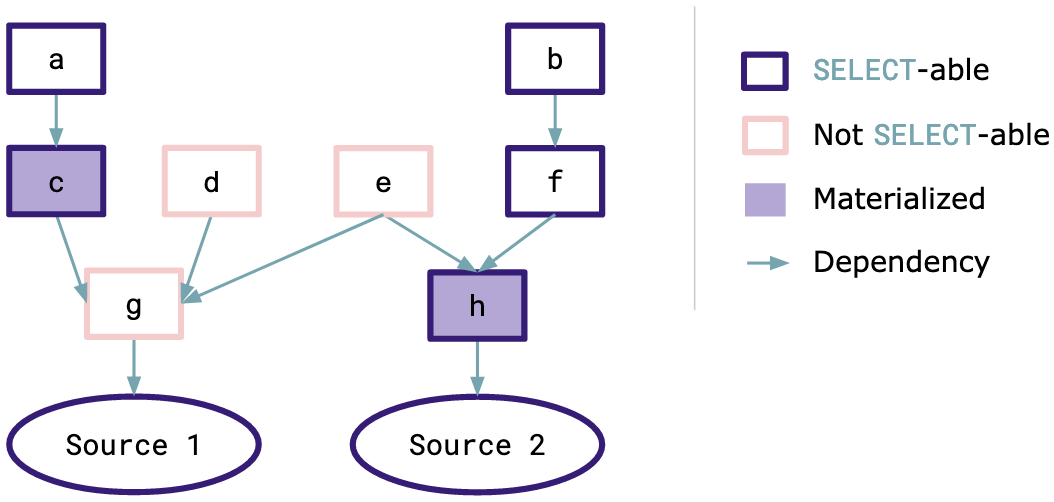 a
b
c
d
e
f
g
h
Source 1
Source 2
SELECT-able
Not SELECT-able
Materialized
Dependency